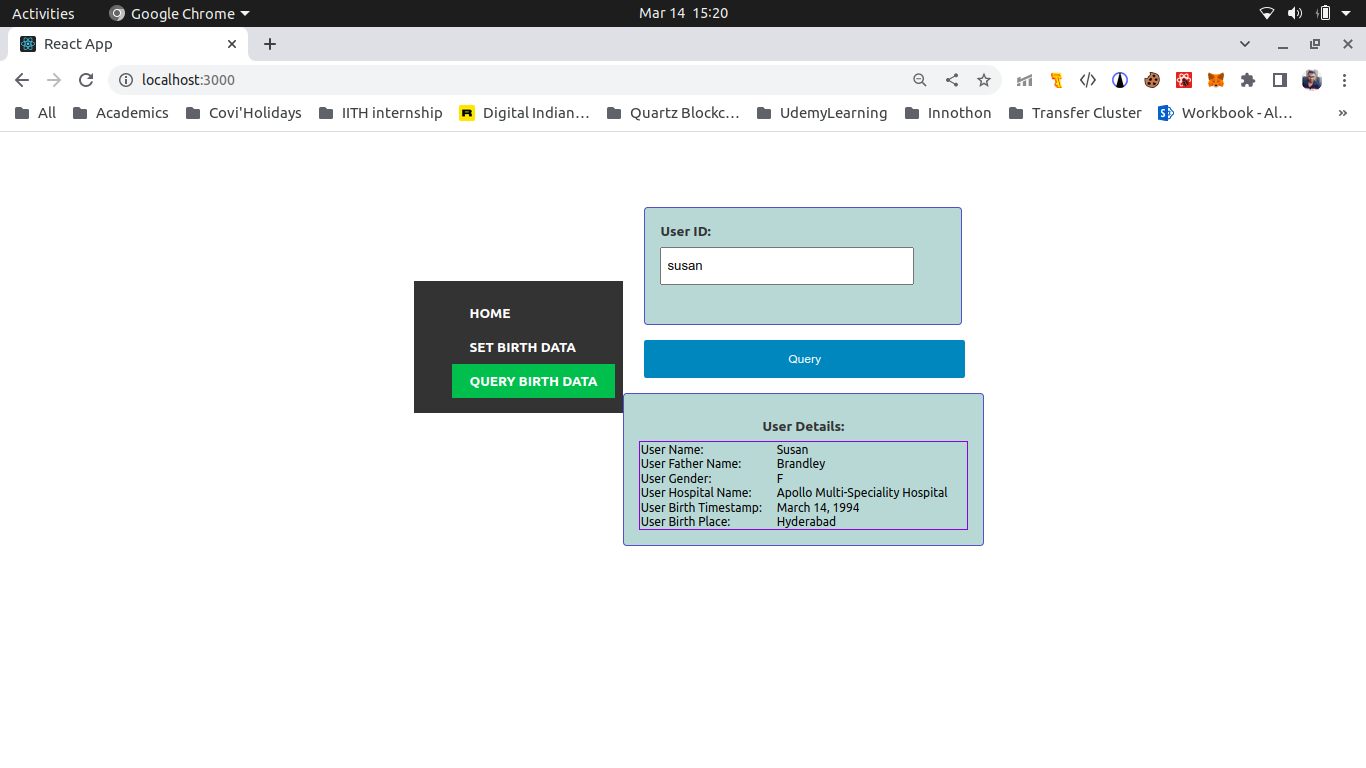 Activities Google Chrome Mar 14 15:20
React App
localhost:3000
All Academics Covi'Holidays IITH internship Digital Indian… Quartz Blockc… UdemyLearning Innothon Transfer Cluster Workbook - Al… »
User ID:
susan
HOME
SET BIRTH DATA
QUERY BIRTH DATA
Query
User Details:
User Name: Susan
User Father Name: Brandley
User Gender: F
User Hospital Name: Apollo Multi-Speciality Hospital
User Birth Timestamp: March 14, 1994
User Birth Place: Hyderabad